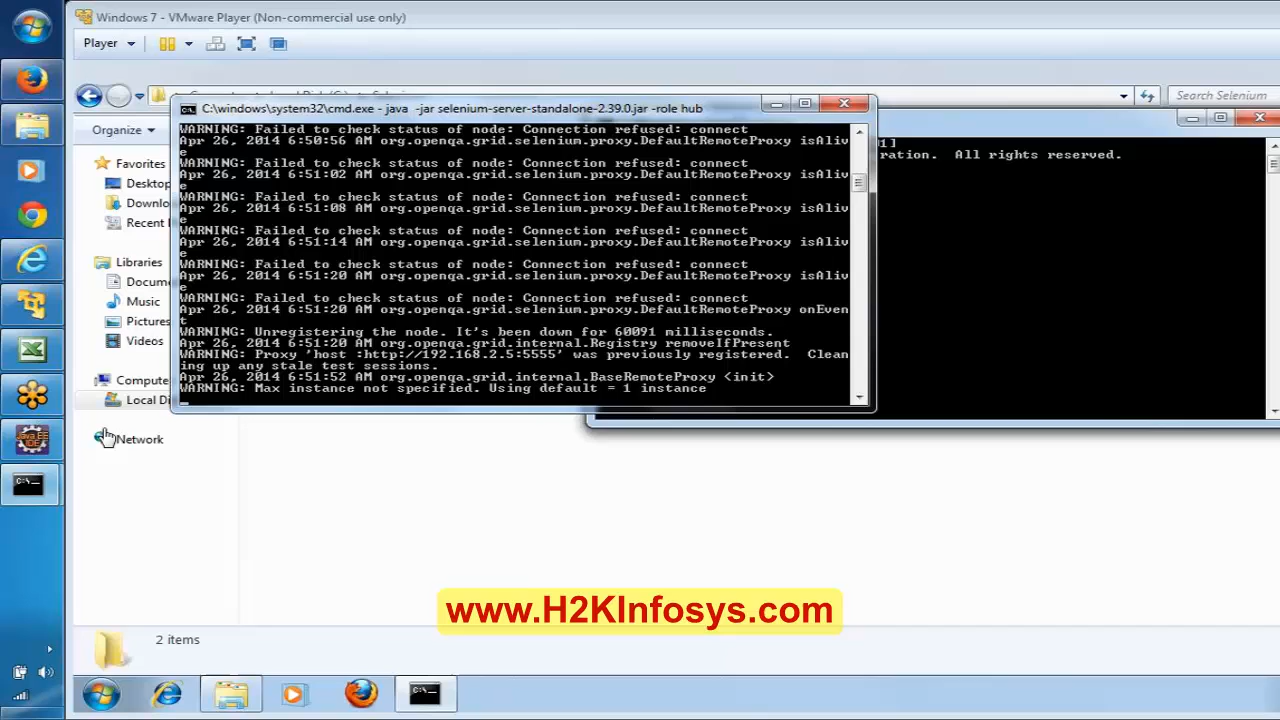 Windows 7 - VMware Player (Non-commercial use only)
Player
Search Selenium
C:\windows\system32\cmd.exe - java -jar selenium-server-standalone-2.39.0.jar -role hub
Organize
Favorites
Desktop
Downlo
Recent
Libraries
Docum
Music
Pictures
Videos
Compute
Local Di
Network
WARNING: Failed to check status of node: Connection refused: connect
Apr 26, 2014 6:50:56 AM org.openqa.grid.selenium.proxy.DefaultRemoteProxy isAliv
e
WARNING: Failed to check status of node: Connection refused: connect
Apr 26, 2014 6:51:02 AM org.openqa.grid.selenium.proxy.DefaultRemoteProxy isAliv
e
WARNING: Failed to check status of node: Connection refused: connect
Apr 26, 2014 6:51:08 AM org.openqa.grid.selenium.proxy.DefaultRemoteProxy isAliv
e
WARNING: Failed to check status of node: Connection refused: connect
Apr 26, 2014 6:51:14 AM org.openqa.grid.selenium.proxy.DefaultRemoteProxy isAliv
e
WARNING: Failed to check status of node: Connection refused: connect
Apr 26, 2014 6:51:20 AM org.openqa.grid.selenium.proxy.DefaultRemoteProxy isAliv
e
WARNING: Failed to check status of node: Connection refused: connect
Apr 26, 2014 6:51:20 AM org.openqa.grid.selenium.proxy.DefaultRemoteProxy onEven
t
WARNING: Unregistering the node. It's been down for 60091 milliseconds.
Apr 26, 2014 6:51:20 AM org.openqa.grid.internal.Registry removeIfPresent
WARNING: Proxy 'host :http://192.168.2.5:5555' was previously registered. Clean
ing up any stale test sessions.
Apr 26, 2014 6:51:52 AM org.openqa.grid.internal.BaseRemoteProxy <init>
WARNING: Max instance not specified. Using default = 1 instance
01]
ration. All rights reserved.
www.H2KInfosys.com
2 items